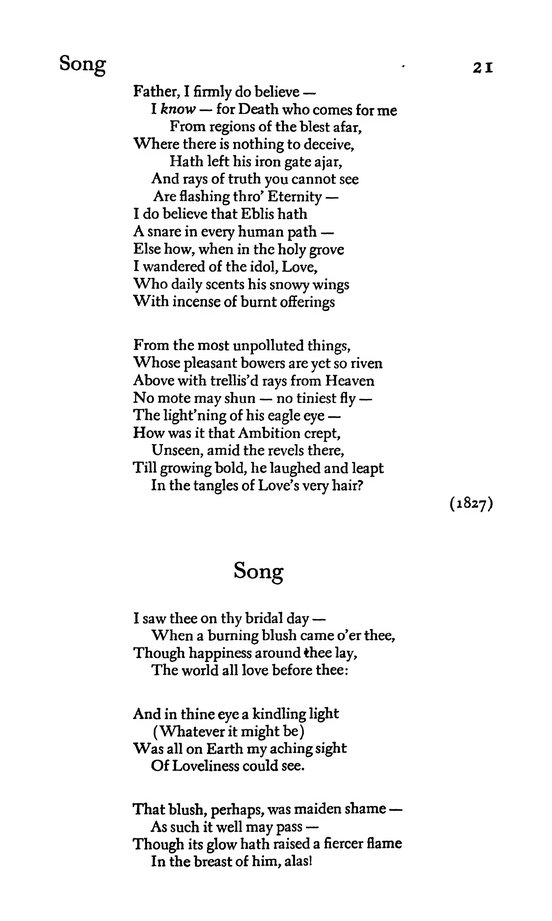 Song 21
Father, I firmly do believe —
I know — for Death who comes for me
From regions of the blest afar,
Where there is nothing to deceive,
Hath left his iron gate ajar,
And rays of truth you cannot see
Are flashing thro' Eternity —
I do believe that Eblis hath
A snare in every human path —
Else how, when in the holy grove
I wandered of the idol, Love,
Who daily scents his snowy wings
With incense of burnt offerings
From the most unpolluted things,
Whose pleasant bowers are yet so riven
Above with trellis'd rays from Heaven
No mote may shun — no tiniest fly —
The light'ning of his eagle eye —
How was it that Ambition crept,
Unseen, amid the revels there,
Till growing bold, he laughed and leapt
In the tangles of Love's very hair?
(1827)
Song
I saw thee on thy bridal day —
When a burning blush came o'er thee,
Though happiness around thee lay,
The world all love before thee:
And in thine eye a kindling light
(Whatever it might be)
Was all on Earth my aching sight
Of Loveliness could see.
That blush, perhaps, was maiden shame —
As such it well may pass —
Though its glow hath raised a fiercer flame
In the breast of him, alas!